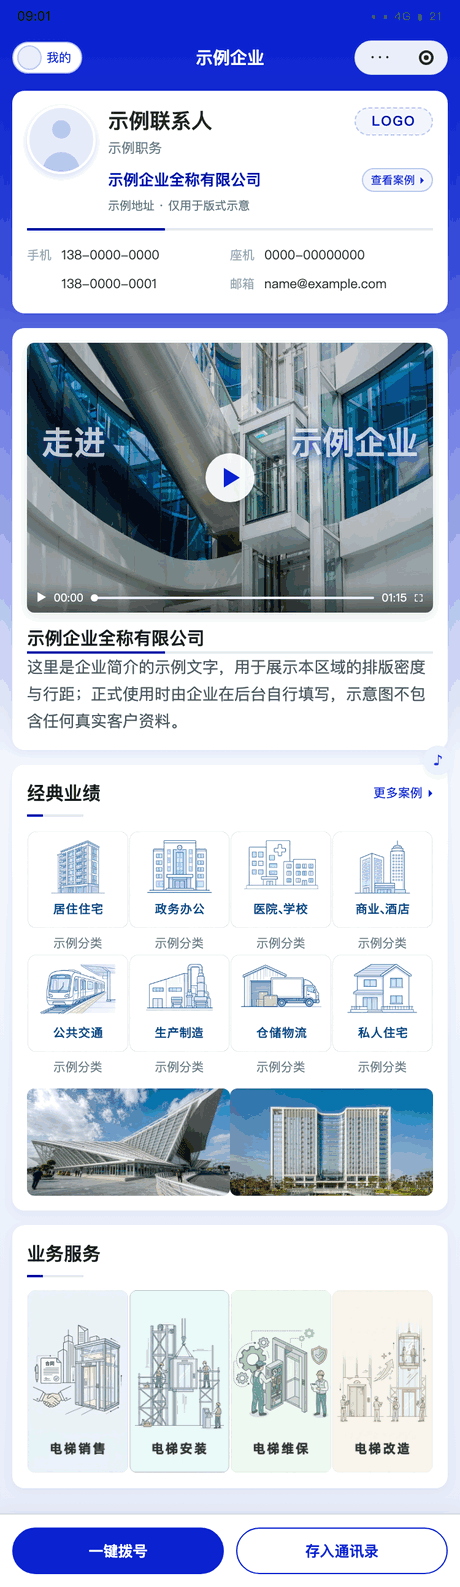 09:01
4G 21
我的
示例企业
示例联系人
LOGO
示例职务
示例企业全称有限公司
查看案例
示例地址 · 仅用于版式示意
手机 138-0000-0000 座机 0000-00000000
138-0000-0001 邮箱 name@example.com
走进 示例企业
00:00 01:15
示例企业全称有限公司
这里是企业简介的示例文字，用于展示本区域的排版密度
与行距；正式使用时由企业在后台自行填写，示意图不包
含任何真实客户资料。
经典业绩 更多案例
居住住宅 政务办公 医院、学校 商业、酒店
示例分类 示例分类 示例分类 示例分类
公共交通 生产制造 仓储物流 私人住宅
示例分类 示例分类 示例分类 示例分类
业务服务
合同
电梯销售 电梯安装 电梯维保 电梯改造
一键拨号 存入通讯录